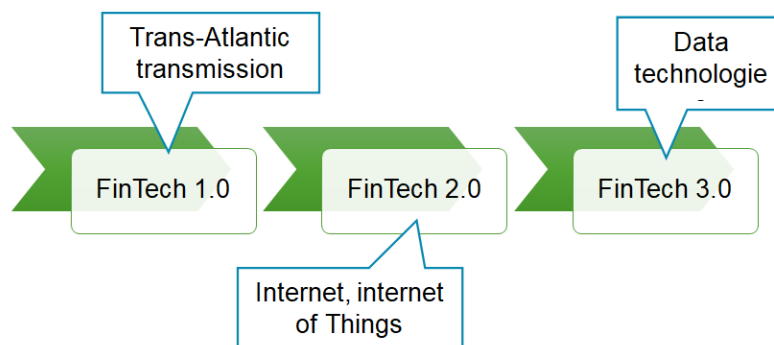 Trans-Atlantic
transmission
Data
technologie
FinTech 1.0
FinTech 2.0
FinTech 3.0
Internet, internet
of Things